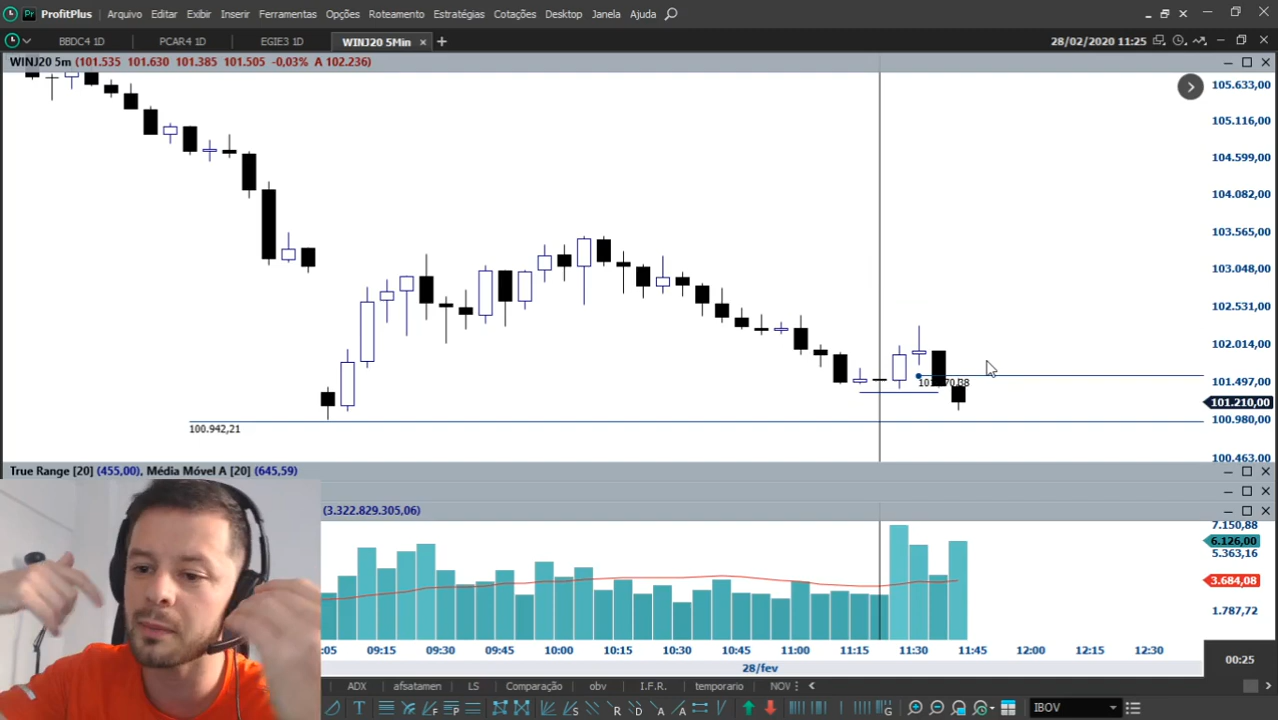 ProfitPlus Arquivo Editar Exibir Inserir Ferramentas Opções Roteamento Estratégias Cotações Desktop Janela Ajuda
BBDC4 1D PCAR4 1D EGIE3 1D WINJ20 5Min 28/02/2020 11:25
WINJ20 5m (101.535 101.630 101.385 101.505 -0,03% A 102.236)
105.633,00
105.116,00
104.599,00
104.082,00
103.565,00
103.048,00
102.531,00
102.014,00
101.497,00
101.210,00
100.980,00
100.942,21
100.463,00
True Range [20] (455,00), Média Móvel A [20] (645,59)
(3.322.829.305,06)
7.150,88
6.126,00
5.363,16
3.684,08
1.787,72
:05 09:15 09:30 09:45 10:00 10:15 10:30 10:45 11:00 11:15 11:30 11:45 12:00 12:15 12:30
28/fev
00:25
ADX afsatamen LS Comparação obv I.F.R. temporario NOV
IBOV